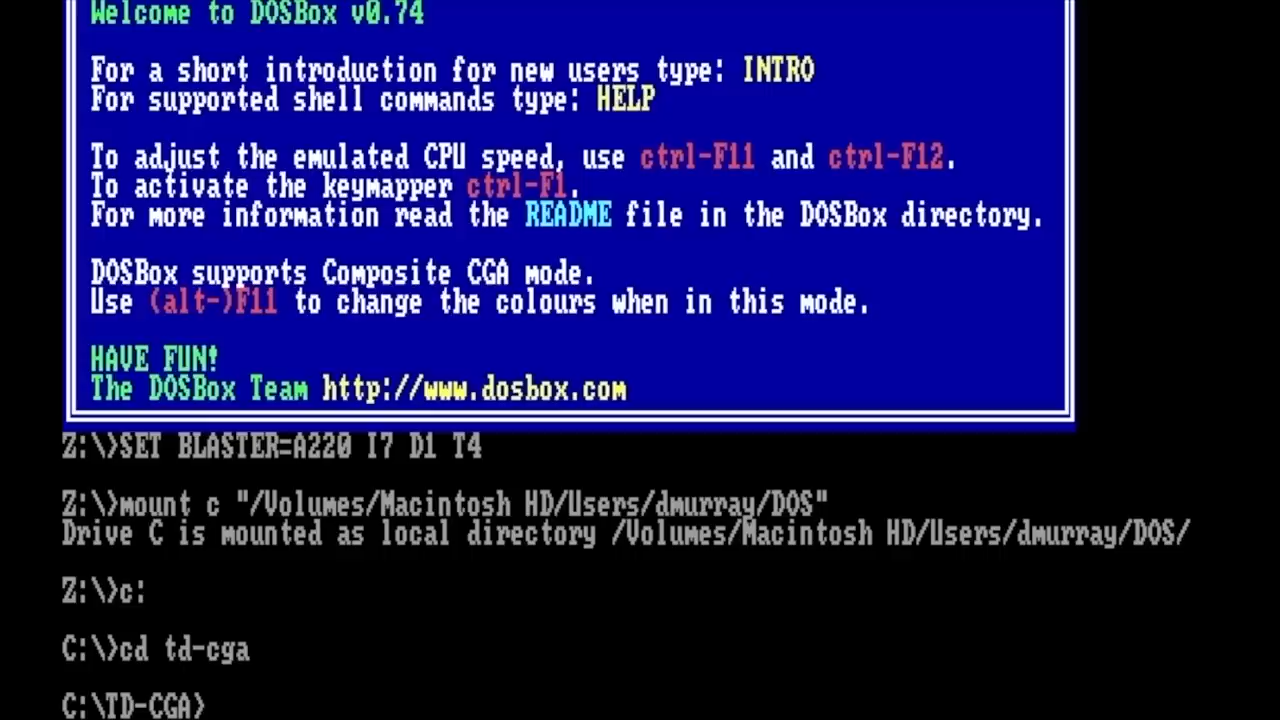 Welcome to DOSBox v0.74
For a short introduction for new users type: INTRO
For supported shell commands type: HELP
To adjust the emulated CPU speed, use ctrl-F11 and ctrl-F12.
To activate the keymapper ctrl-F1.
For more information read the README file in the DOSBox directory.
DOSBox supports Composite CGA mode.
Use (alt-)F11 to change the colours when in this mode.
HAVE FUN!
The DOSBox Team http://www.dosbox.com
Z:\>SET BLASTER=A220 I7 D1 T4
Z:\>mount c "/Volumes/Macintosh HD/Users/dmurray/DOS"
Drive C is mounted as local directory /Volumes/Macintosh HD/Users/dmurray/DOS/
Z:\>c:
C:\>cd td-cga
C:\TD-CGA>